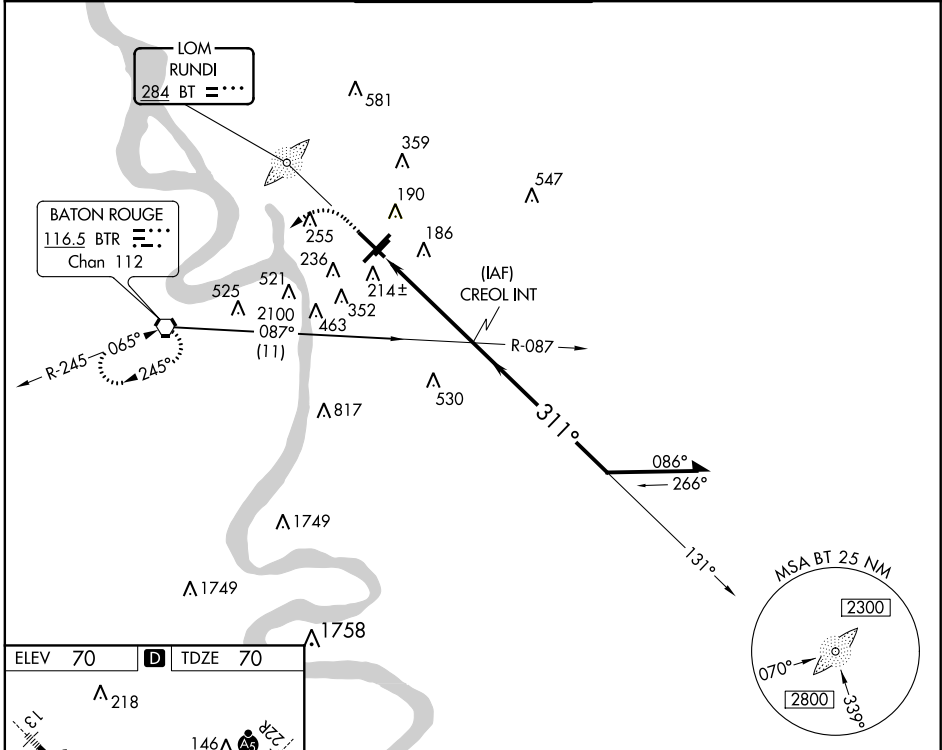 LOM
RUNDI
284 BT
581
359
547
190
BATON ROUGE
116.5 BTR
Chan 112
255
186
236
(IAF)
CREOL INT
521
214±
525
352
2100
463
087°
(11)
R-087
R-245
065°
245°
530
817
311°
086°
266°
1749
131°
MSA BT 25 NM
1749
2300
1758
070°
2800
339°
ELEV 70 D TDZE 70
218
13
146
A5
22R